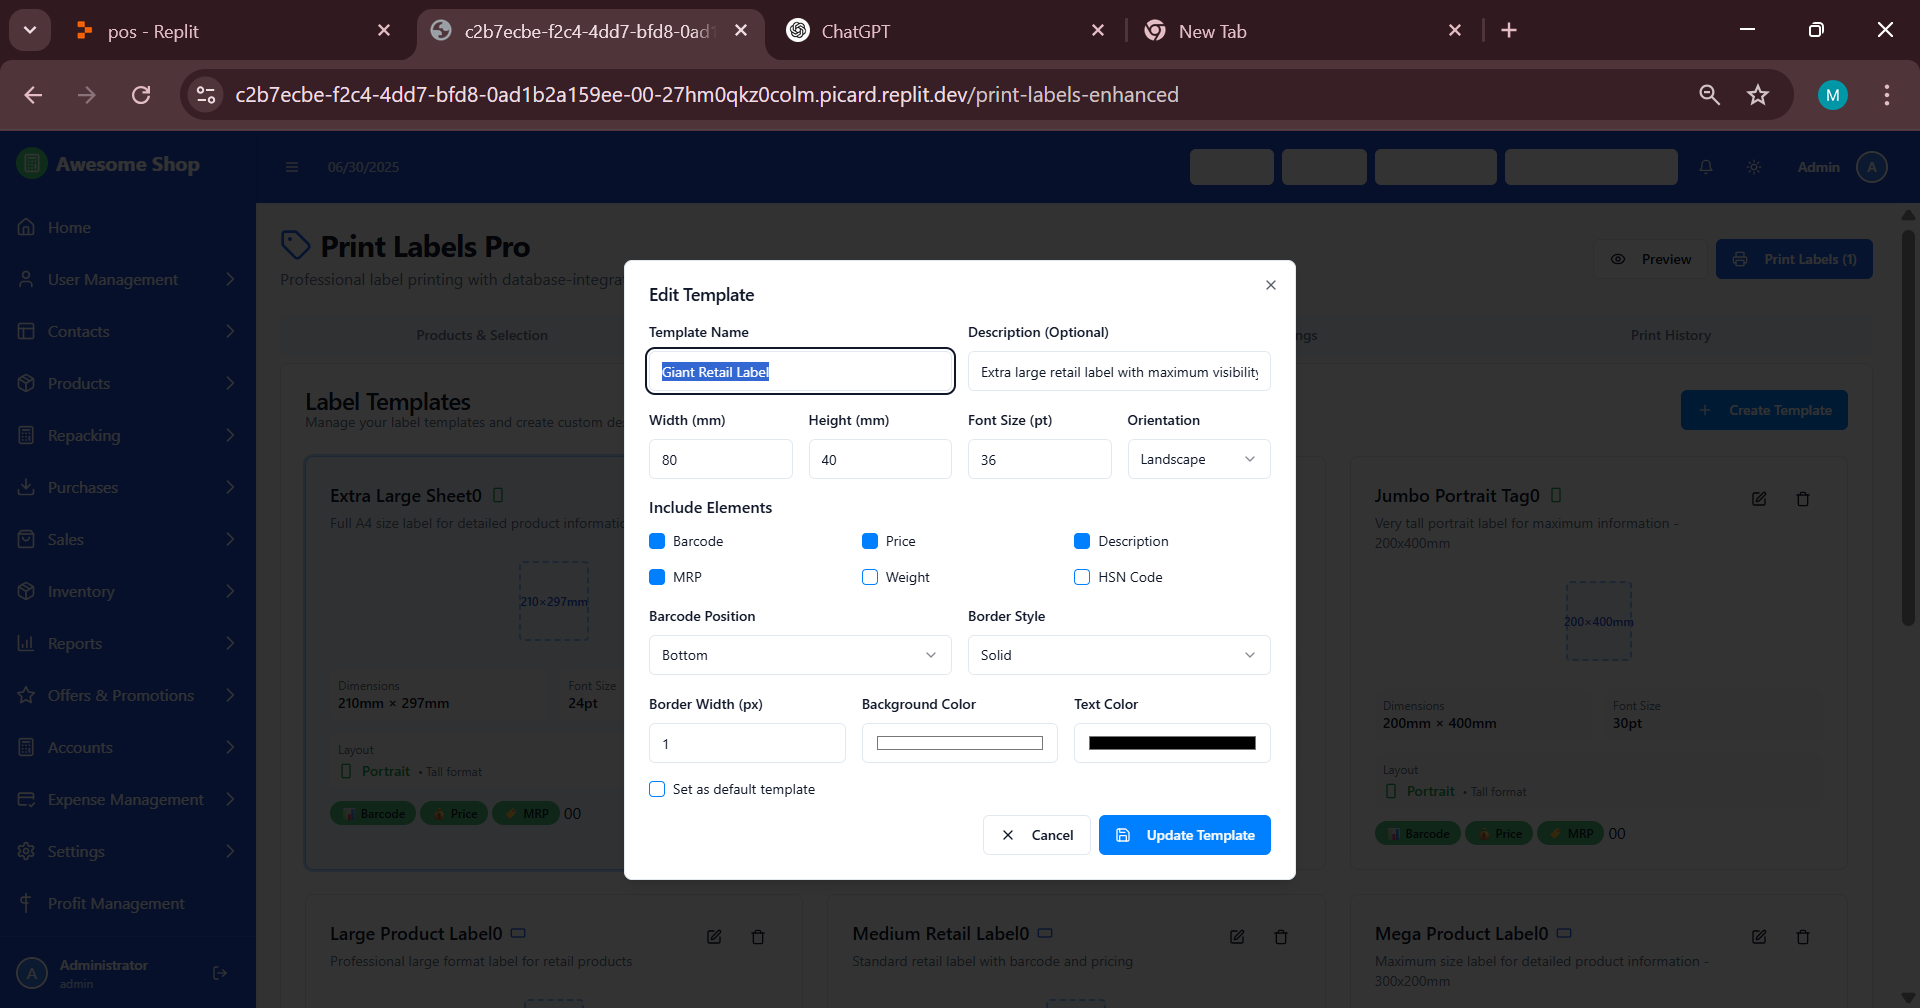 pos - Replit
c2b7ecbe-f2c4-4dd7-bfd8-0ad1
ChatGPT
New Tab
c2b7ecbe-f2c4-4dd7-bfd8-0ad1b2a159ee-00-27hm0qkz0colm.picard.replit.dev/print-labels-enhanced
M
Awesome Shop
06/30/2025
Admin
A
Home
User Management
Contacts
Products
Repacking
Purchases
Sales
Inventory
Reports
Offers & Promotions
Accounts
Expense Management
Settings
Profit Management
A
Administrator
admin
Print Labels Pro
Professional label printing with database-integra
Preview
Print Labels (1)
Products & Selection
ngs
Print History
Label Templates
Manage your label templates and create custom de
Create Template
Extra Large Sheet0
Full A4 size label for detailed product informatio
210×297mm
Dimensions
210mm × 297mm
Font Size
24pt
Layout
Portrait • Tall format
Barcode
Price
MRP
00
Jumbo Portrait Tag0
Very tall portrait label for maximum information -
200x400mm
200×400mm
Dimensions
200mm × 400mm
Font Size
30pt
Layout
Portrait • Tall format
Barcode
Price
MRP
00
Large Product Label0
Professional large format label for retail products
Medium Retail Label0
Standard retail label with barcode and pricing
Mega Product Label0
Maximum size label for detailed product information -
300x200mm
Edit Template
Template Name
Description (Optional)
Giant Retail Label
Extra large retail label with maximum visibility
Width (mm)
Height (mm)
Font Size (pt)
Orientation
80
40
36
Landscape
Include Elements
Barcode
Price
Description
MRP
Weight
HSN Code
Barcode Position
Border Style
Bottom
Solid
Border Width (px)
Background Color
Text Color
1
Set as default template
Cancel
Update Template